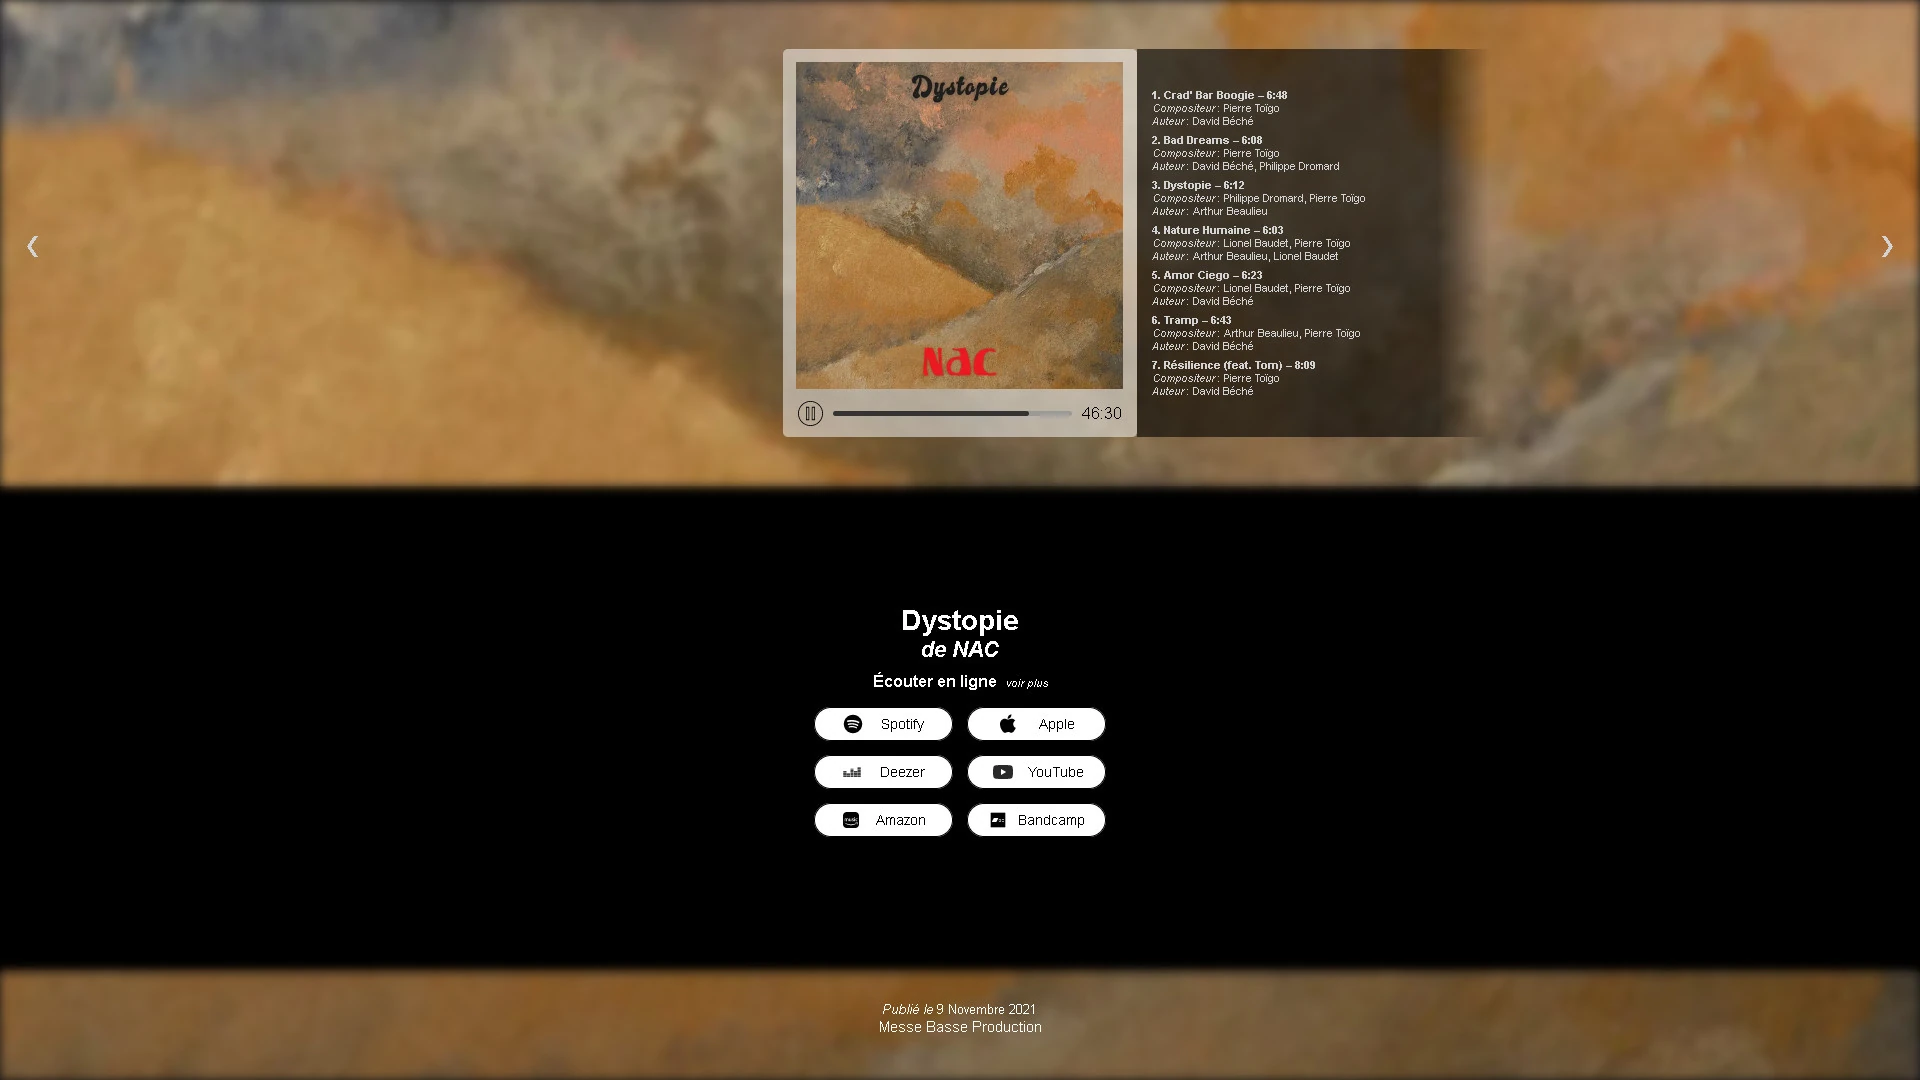 Dystopie
NaC
46:30
1. Crad' Bar Boogie – 6:48
Compositeur : Pierre Toïgo
Auteur : David Béché
2. Bad Dreams – 6:08
Compositeur : Pierre Toïgo
Auteur : David Béché, Philippe Dromard
3. Dystopie – 6:12
Compositeur : Philippe Dromard, Pierre Toïgo
Auteur : Arthur Beaulieu
4. Nature Humaine – 6:03
Compositeur : Lionel Baudet, Pierre Toïgo
Auteur : Arthur Beaulieu, Lionel Baudet
5. Amor Ciego – 6:23
Compositeur : Lionel Baudet, Pierre Toïgo
Auteur : David Béché
6. Tramp – 6:43
Compositeur : Arthur Beaulieu, Pierre Toïgo
Auteur : David Béché
7. Résilience (feat. Tom) – 8:09
Compositeur : Pierre Toïgo
Auteur : David Béché
❮
❯
Dystopie
de NAC
Écouter en ligne voir plus
Spotify
Apple
Deezer
YouTube
Amazon
Bandcamp
Publié le 9 Novembre 2021
Messe Basse Production